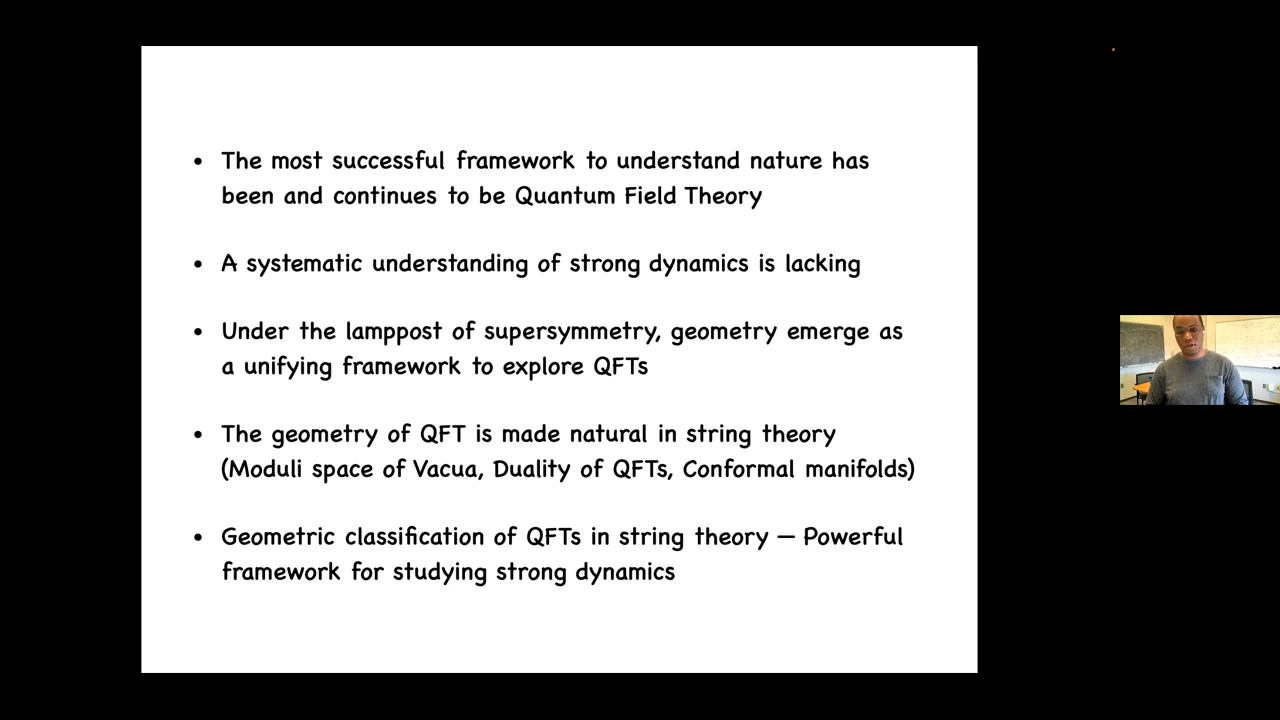 • The most successful framework to understand nature has
been and continues to be Quantum Field Theory
• A systematic understanding of strong dynamics is lacking
• Under the lamppost of supersymmetry, geometry emerge as
a unifying framework to explore QFTs
• The geometry of QFT is made natural in string theory
(Moduli space of Vacua, Duality of QFTs, Conformal manifolds)
• Geometric classification of QFTs in string theory — Powerful
framework for studying strong dynamics